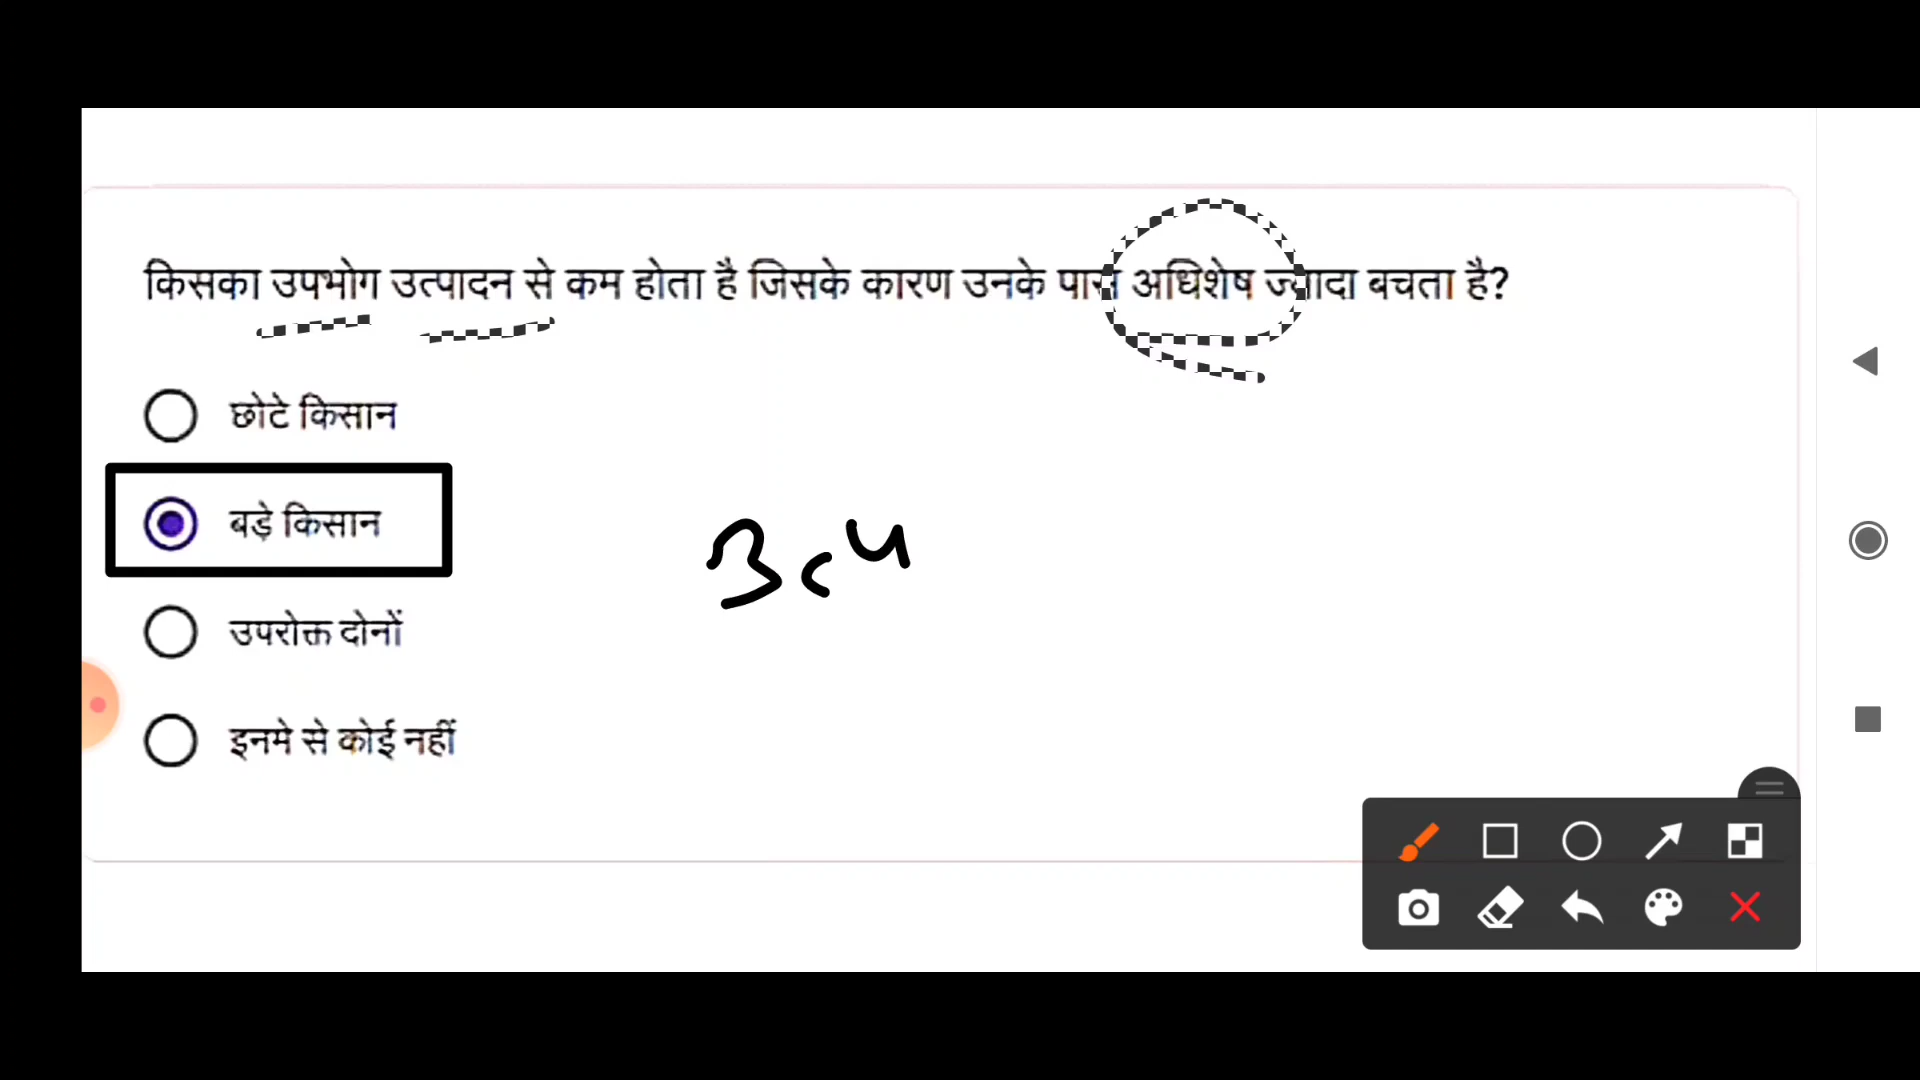 किसका उपभोग उत्पादन से कम होता है जिसके कारण उनके पास अधिशेष ज्यादा बचता है?
छोटे किसान
बड़े किसान
उपरोक्त दोनों
इनमे से कोई नहीं